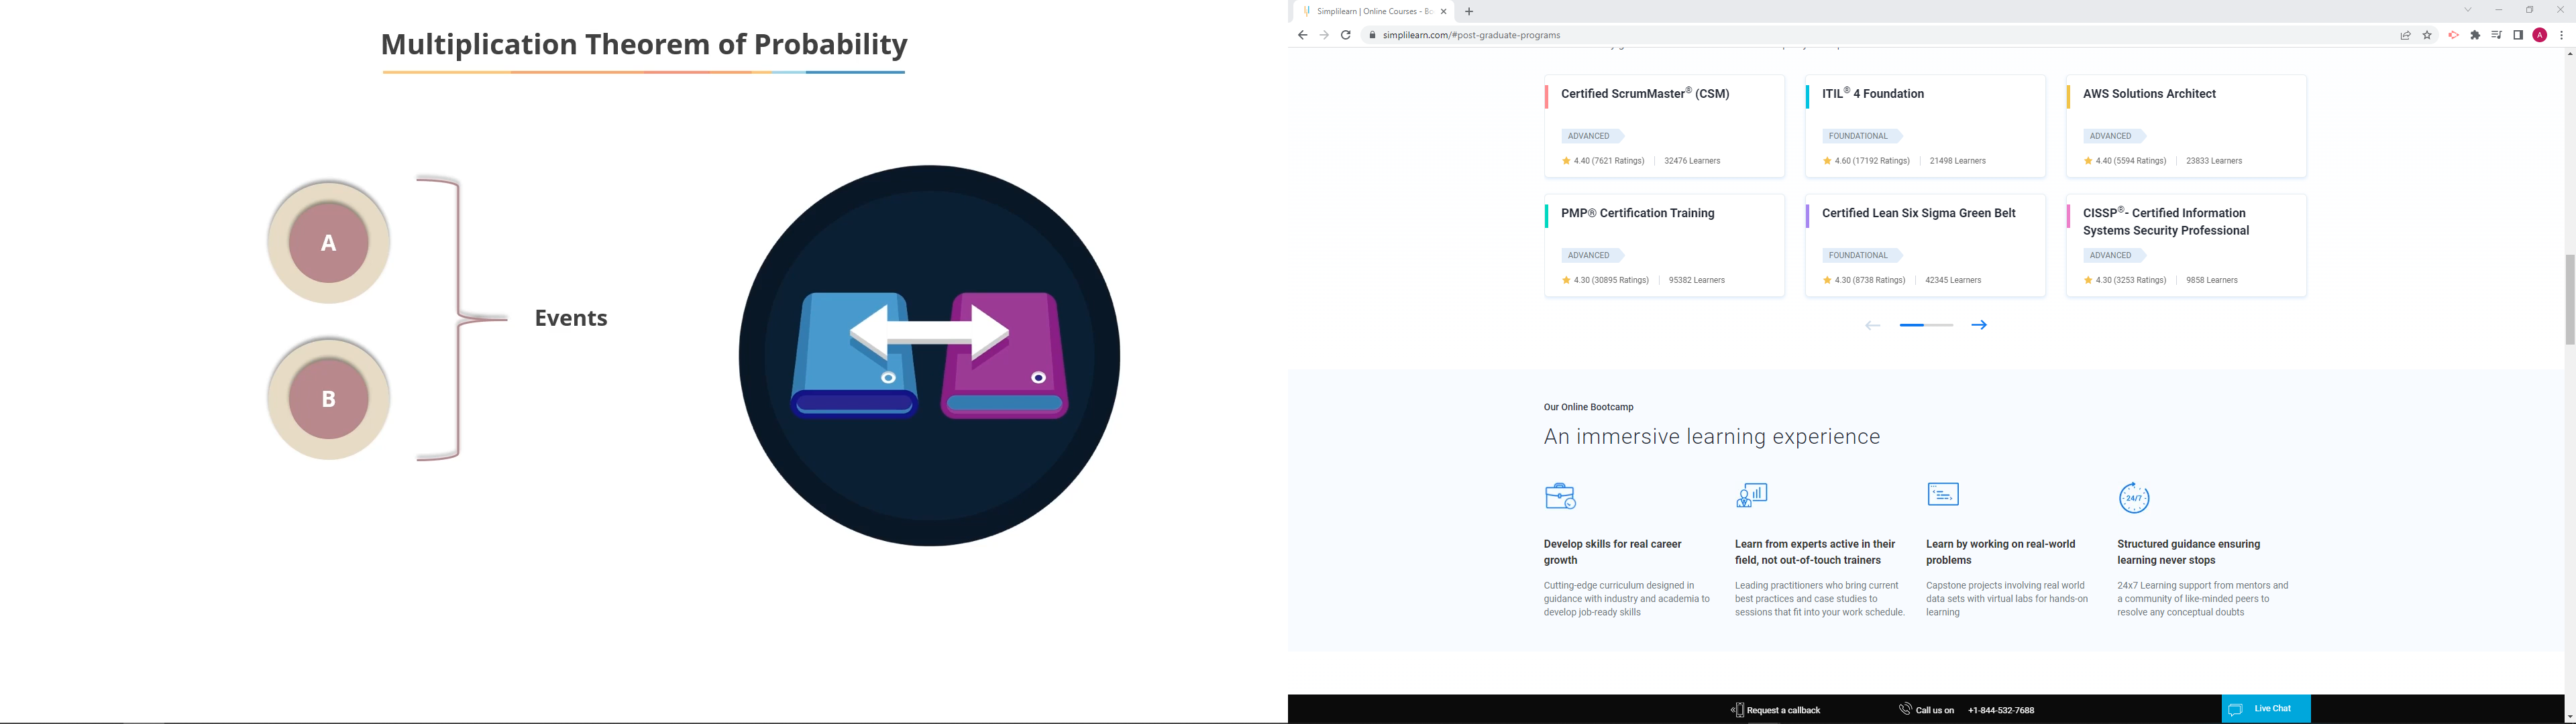 Multiplication Theorem of Probability
A
B
Events
Simplilearn | Online Courses - Bo
simplilearn.com/#post-graduate-programs
A
Certified ScrumMaster® (CSM)
ADVANCED
4.40 (7621 Ratings) | 32476 Learners
ITIL® 4 Foundation
FOUNDATIONAL
4.60 (17192 Ratings) | 21498 Learners
AWS Solutions Architect
ADVANCED
4.40 (5594 Ratings) | 23833 Learners
PMP® Certification Training
ADVANCED
4.30 (30895 Ratings) | 95382 Learners
Certified Lean Six Sigma Green Belt
FOUNDATIONAL
4.30 (8738 Ratings) | 42345 Learners
CISSP®- Certified Information
Systems Security Professional
ADVANCED
4.30 (3253 Ratings) | 9858 Learners
Our Online Bootcamp
An immersive learning experience
Develop skills for real career
growth
Cutting-edge curriculum designed in
guidance with industry and academia to
develop job-ready skills
Learn from experts active in their
field, not out-of-touch trainers
Leading practitioners who bring current
best practices and case studies to
sessions that fit into your work schedule.
Learn by working on real-world
problems
Capstone projects involving real world
data sets with virtual labs for hands-on
learning
24/7
Structured guidance ensuring
learning never stops
24x7 Learning support from mentors and
a community of like-minded peers to
resolve any conceptual doubts
Request a callback
Call us on +1-844-532-7688
Live Chat